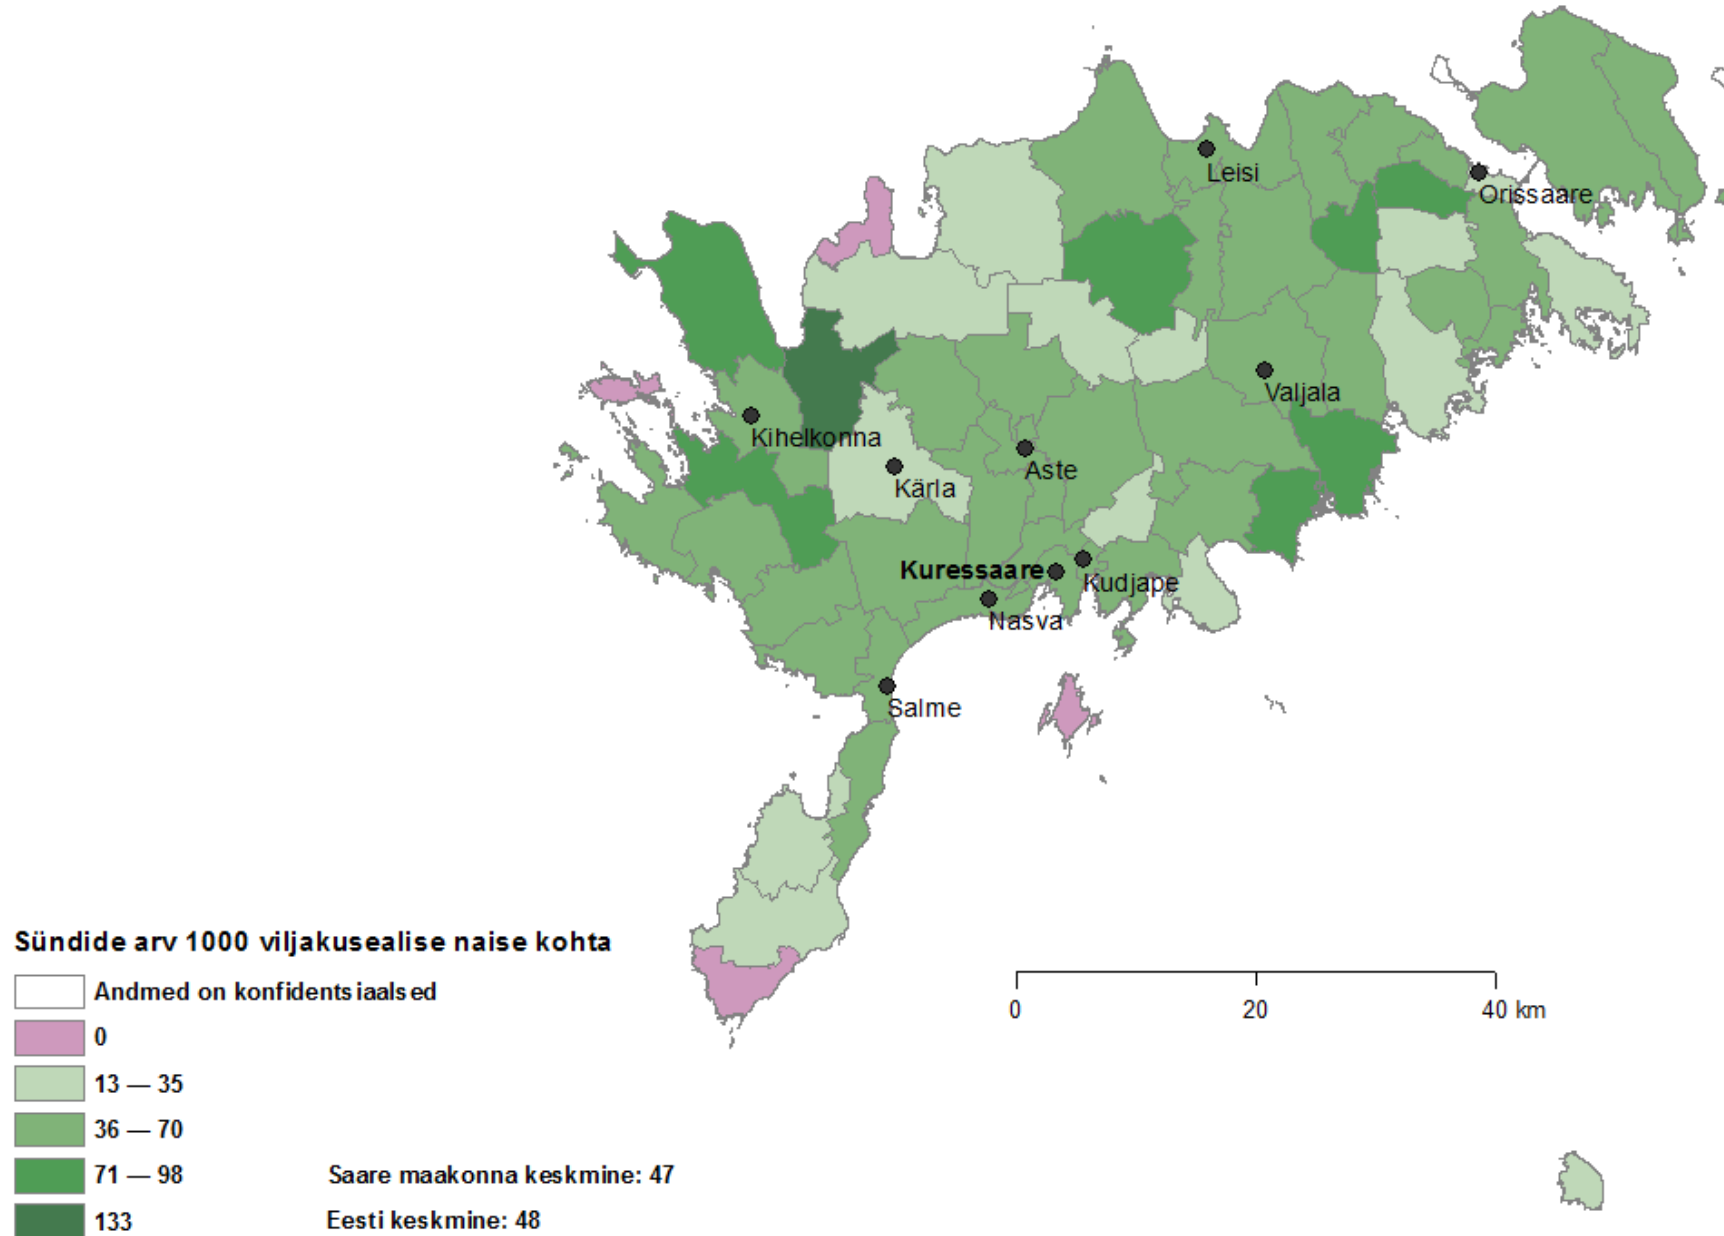 Leisi
Orissaare
Valjala
Kihelkonna
Aste
Kärla
Kuressaare
Kudjape
Nasva
Salme
Sündide arv 1000 viljakusealise naise kohta
Andmed on konfidentsiaalsed
0
13 — 35
36 — 70
71 — 98
133
Saare maakonna keskmine: 47
Eesti keskmine: 48
0 20 40 km